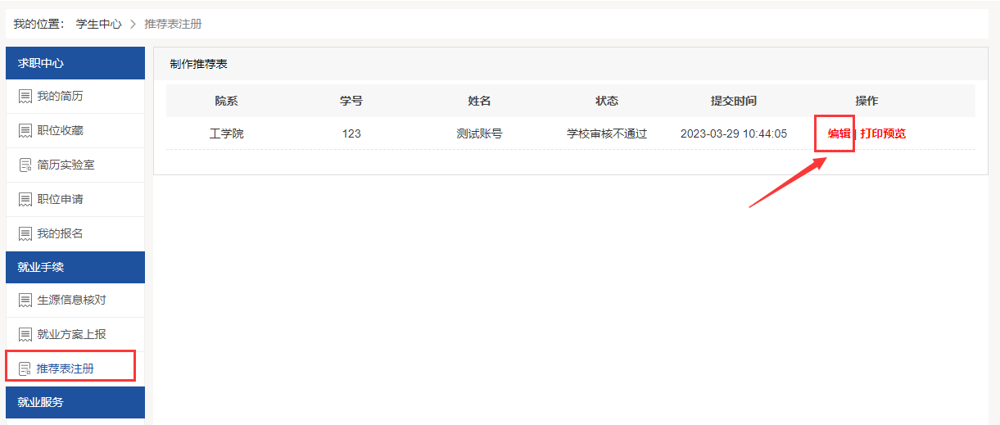 我的位置： 学生中心 > 推荐表注册
求职中心
我的简历
职位收藏
简历实验室
职位申请
我的报名
就业手续
生源信息核对
就业方案上报
推荐表注册
就业服务
制作推荐表
院系 学号 姓名 状态 提交时间 操作
工学院 123 测试账号 学校审核不通过 2023-03-29 10:44:05 编辑 | 打印预览